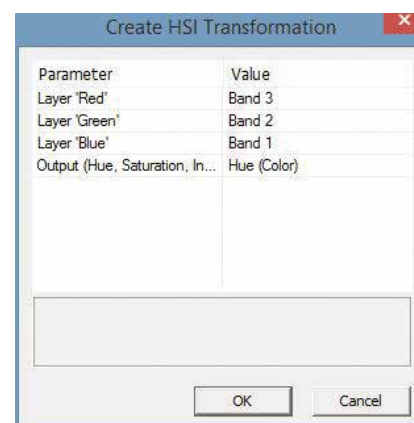 Create HSI Transformation
Parameter Value
Layer 'Red' Band 3
Layer 'Green' Band 2
Layer 'Blue' Band 1
Output (Hue, Saturation, In... Hue (Color)
OK Cancel